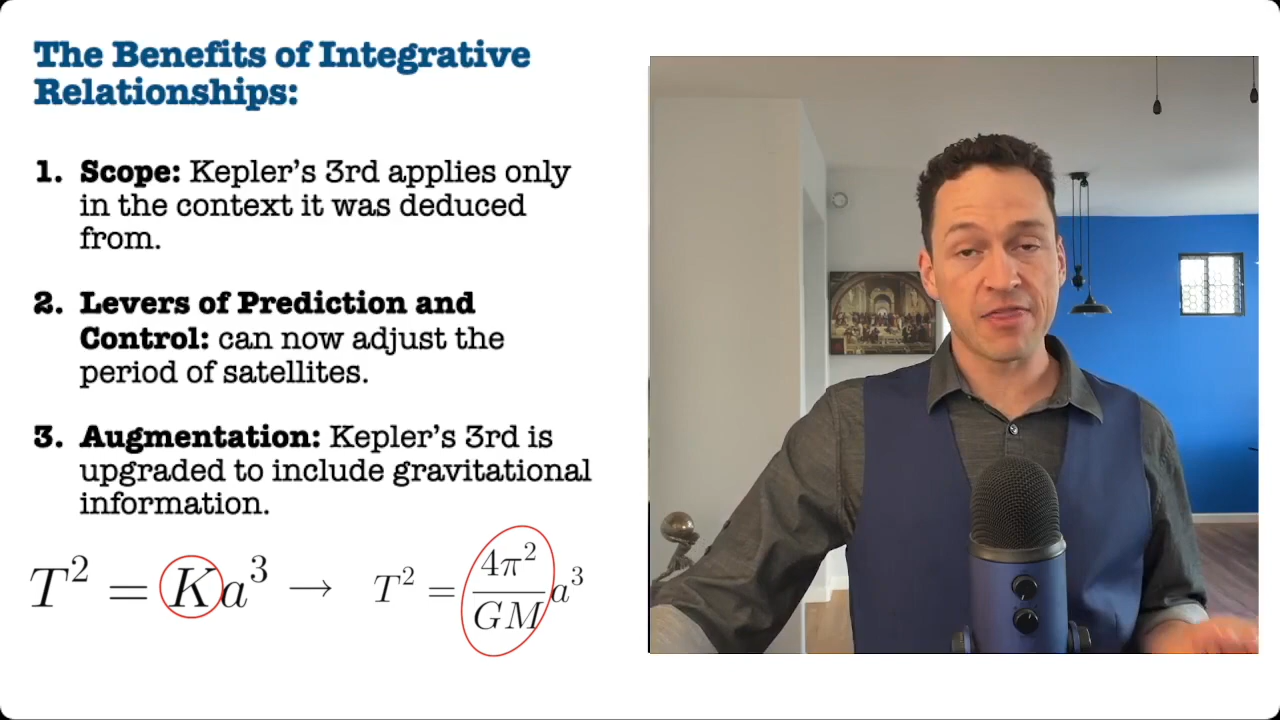 The Benefits of Integrative
Relationships:
1. Scope: Kepler's 3rd applies only
in the context it was deduced
from.
2. Levers of Prediction and
Control: can now adjust the
period of satellites.
3. Augmentation: Kepler's 3rd is
upgraded to include gravitational
information.
T² = Ka³ → T² = 4π²/GM a³